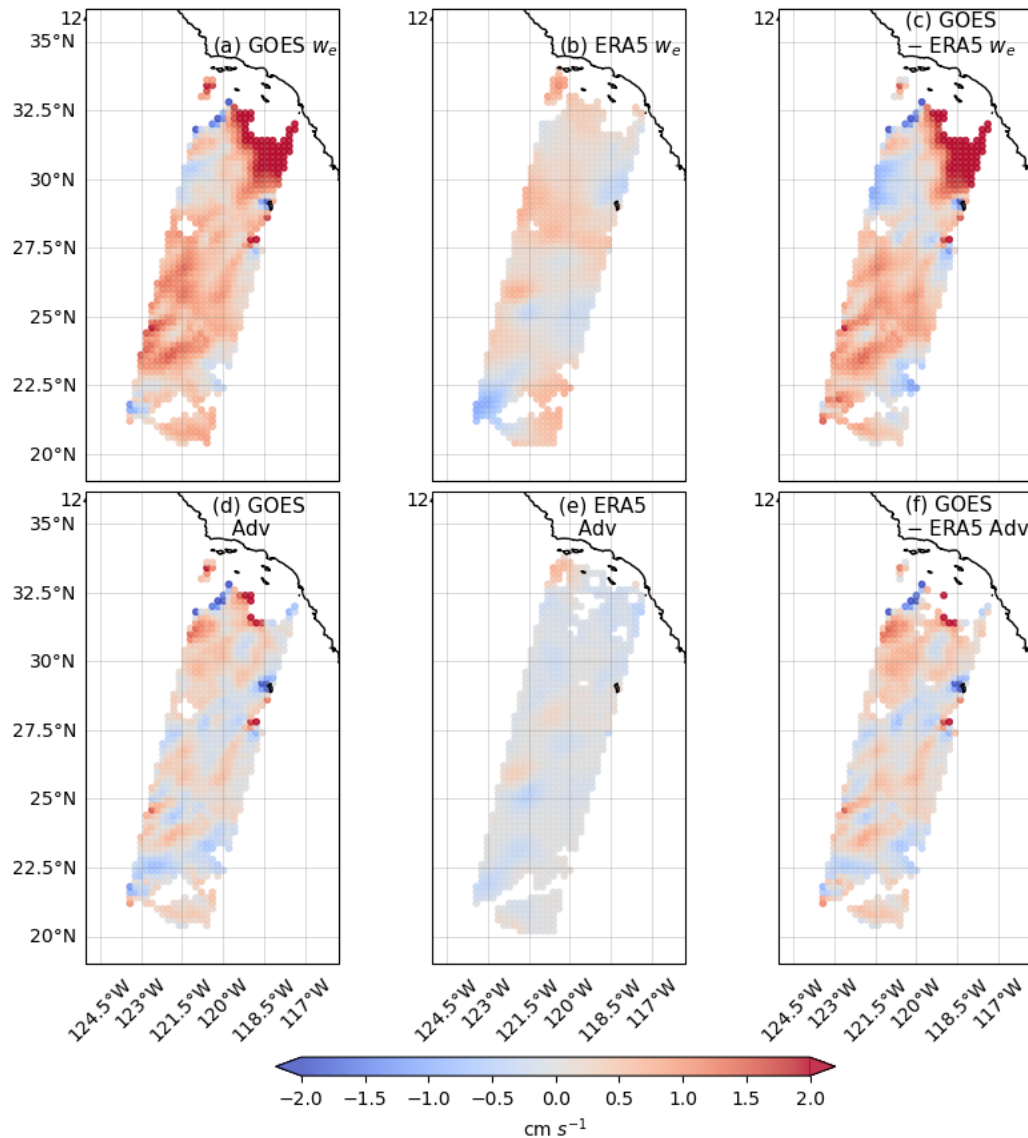 12
12
12
35°N
(a) GOES wₑ
(b) ERA5 wₑ
(c) GOES
− ERA5 wₑ
32.5°N
30°N
27.5°N
25°N
22.5°N
20°N
12
12
12
35°N
(d) GOES
Adv
(e) ERA5
Adv
(f) GOES
− ERA5 Adv
32.5°N
30°N
27.5°N
25°N
22.5°N
20°N
124.5°W 123°W 121.5°W 120°W 118.5°W 117°W
124.5°W 123°W 121.5°W 120°W 118.5°W 117°W
124.5°W 123°W 121.5°W 120°W 118.5°W 117°W
−2.0 −1.5 −1.0 −0.5 0.0 0.5 1.0 1.5 2.0
cm s⁻¹